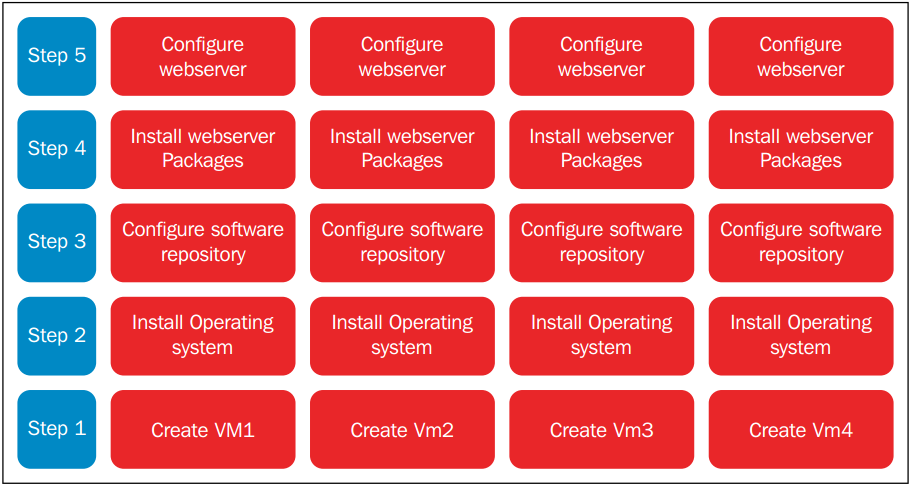 Step 5
Configure
webserver
Configure
webserver
Configure
webserver
Configure
webserver
Step 4
Install webserver
Packages
Install webserver
Packages
Install webserver
Packages
Install webserver
Packages
Step 3
Configure software
repository
Configure software
repository
Configure software
repository
Configure software
repository
Step 2
Install Operating
system
Install Operating
system
Install Operating
system
Install Operating
system
Step 1
Create VM1
Create Vm2
Create Vm3
Create Vm4